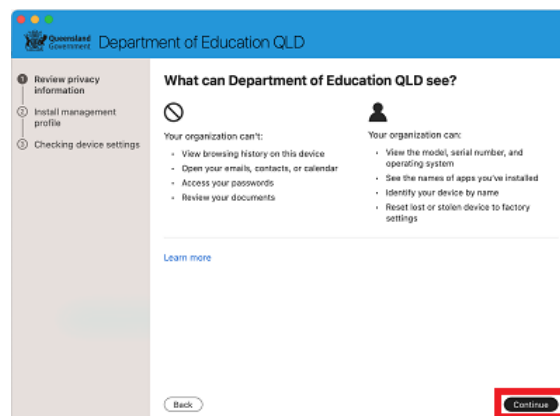 Queensland
Government
Department of Education QLD
1 Review privacy
information
2 Install management
profile
3 Checking device settings
What can Department of Education QLD see?
Your organization can't:
• View browsing history on this device
• Open your emails, contacts, or calendar
• Access your passwords
• Review your documents
Your organization can:
• View the model, serial number, and
operating system
• See the names of apps you've installed
• Identify your device by name
• Reset lost or stolen device to factory
settings
Learn more
Back
Continue